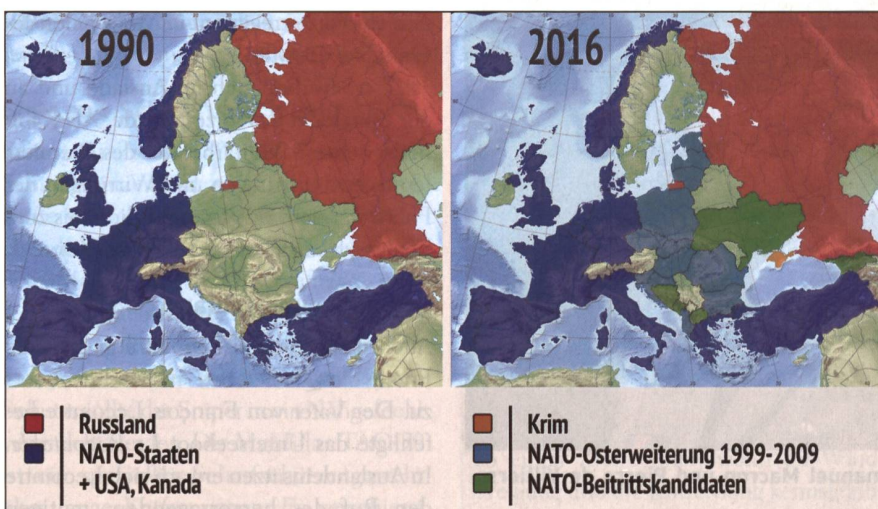 1990
2016
Russland
NATO-Staaten
+ USA, Kanada
Krim
NATO-Osterweiterung 1999-2009
NATO-Beitrittskandidaten